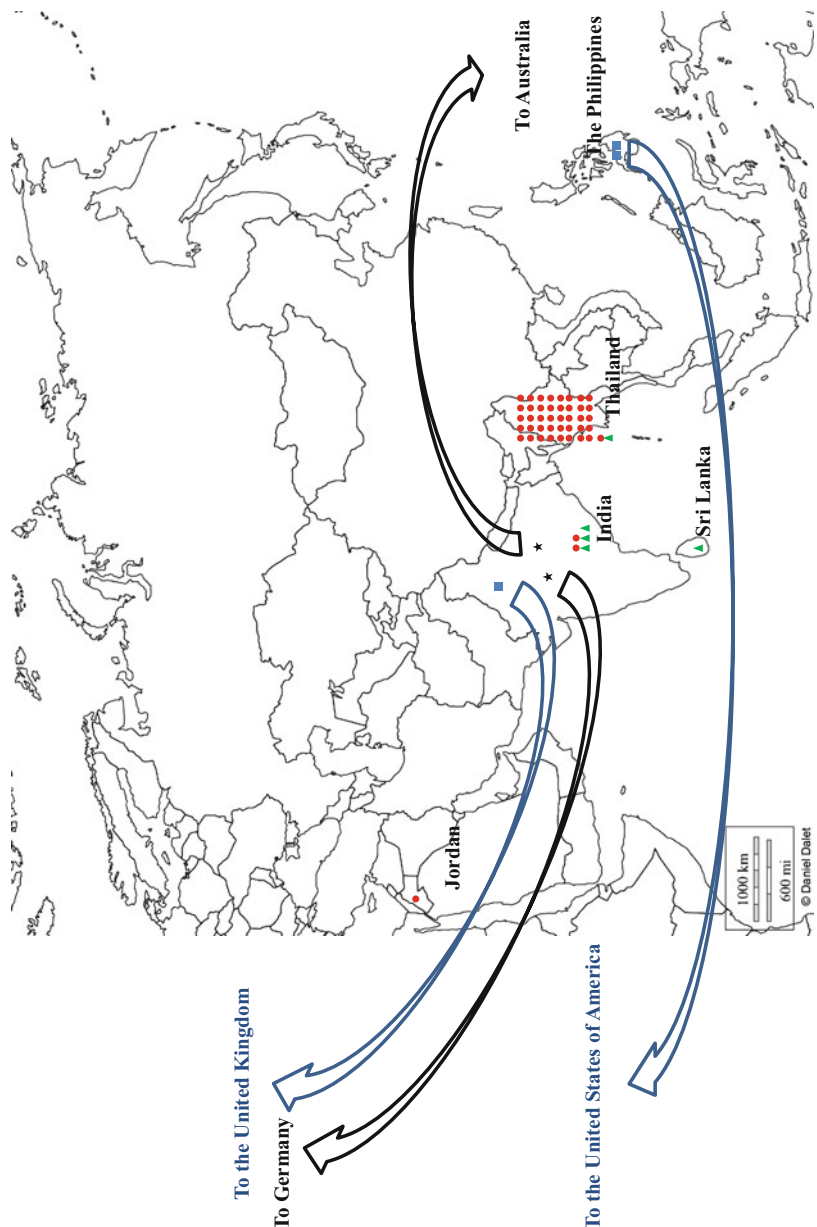 To the United Kingdom
To Germany
To the United States of America
Jordan
1000 km
600 mi
© Daniel Dalet
India
Sri Lanka
Thailand
To Australia
The Philippines